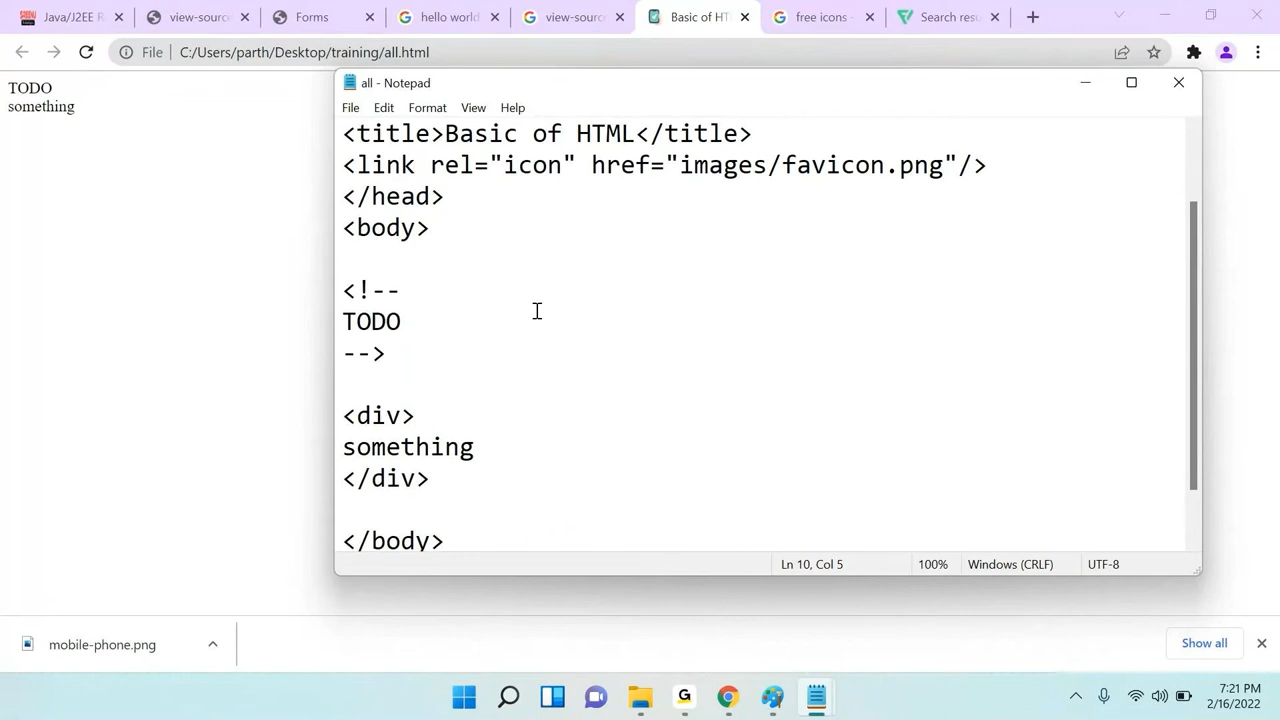 Java/J2EE R
view-sourc
Forms
hello world
view-sourc
Basic of HT
free icons -
Search resu
File
C:/Users/parth/Desktop/training/all.html
TODO
something
all - Notepad
File Edit Format View Help
<title>Basic of HTML</title>
<link rel="icon" href="images/favicon.png"/>
</head>
<body>
<!--
TODO
-->
<div>
something
</div>
</body>
Ln 10, Col 5
100%
Windows (CRLF)
UTF-8
mobile-phone.png
Show all
G
7:21 PM
2/16/2022